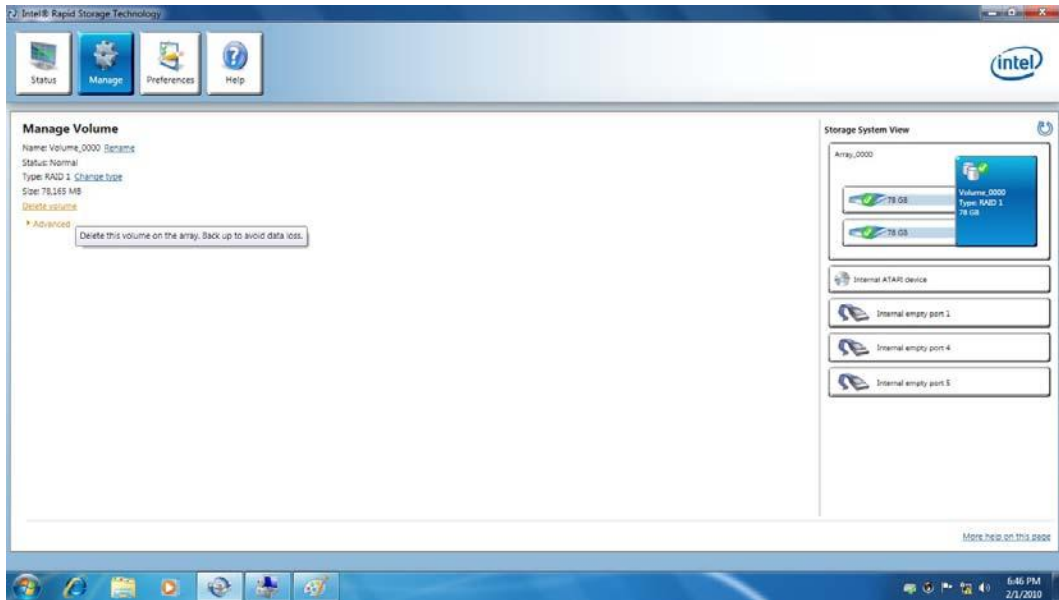 Intel® Rapid Storage Technology
Status
Manage
Preferences
Help
intel
Manage Volume
Name: Volume_0000 Rename
Status: Normal
Type: RAID 1 Change type
Size: 78,165 MB
Delete volume
Advanced
Delete this volume on the array. Back up to avoid data loss.
Storage System View
Array_0000
78 GB
78 GB
Volume_0000
Type: RAID 1
78 GB
Internal ATAPI device
Internal empty port 1
Internal empty port 4
Internal empty port 5
More help on this page
6:46 PM
2/1/2010